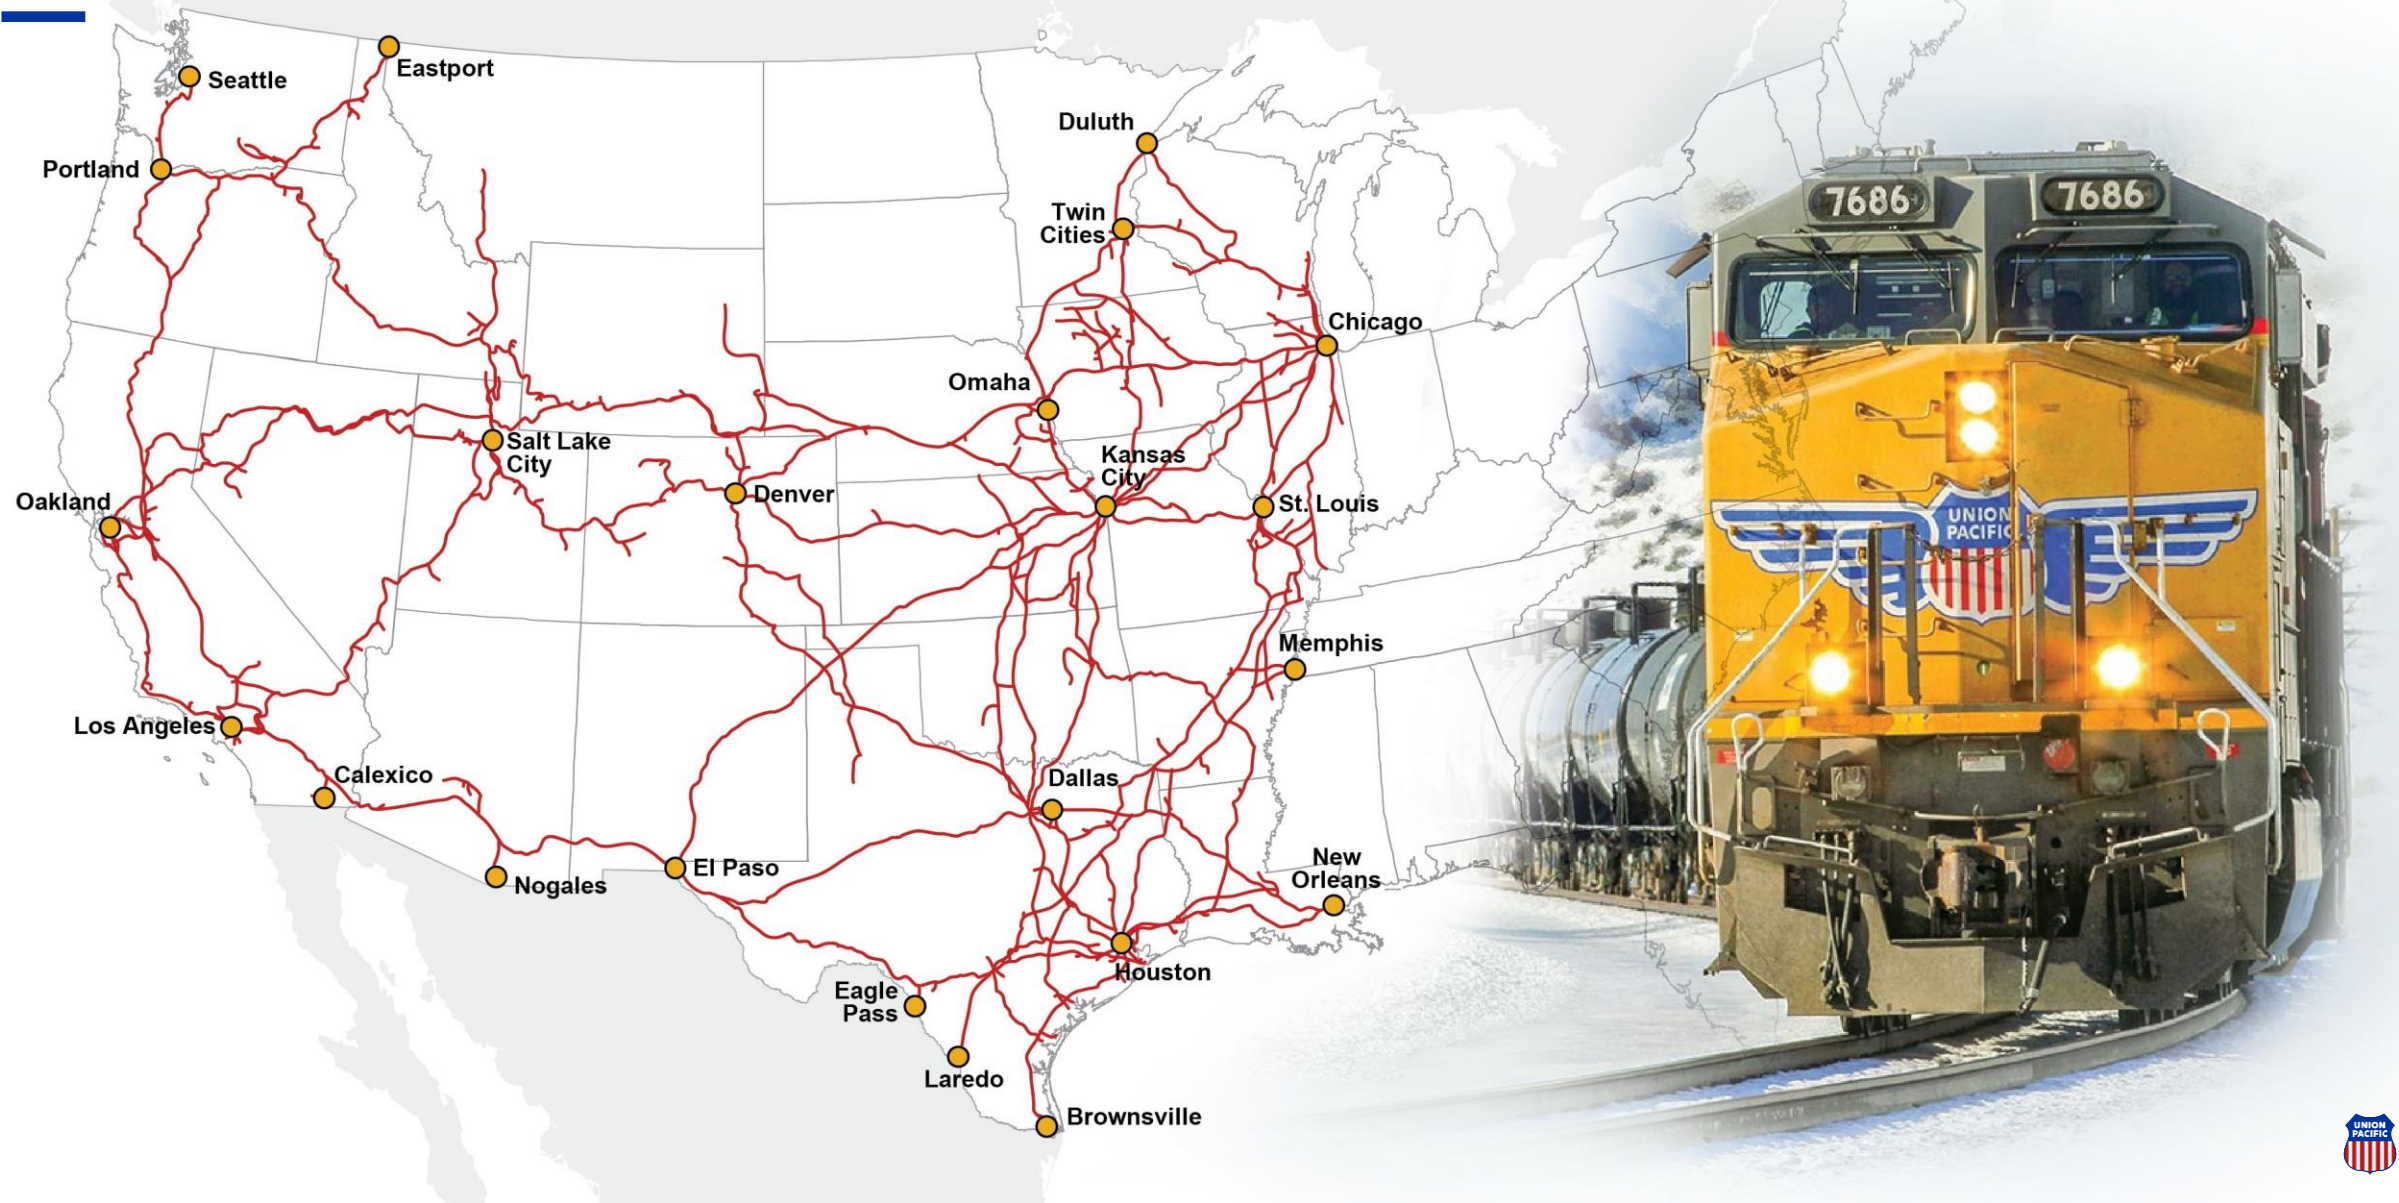 Seattle
Eastport
Portland
Duluth
Twin
Cities
Chicago
Omaha
Salt Lake
City
Kansas
City
Denver
Oakland
St. Louis
Memphis
Los Angeles
Calexico
Dallas
El Paso
Nogales
New
Orleans
Houston
Eagle
Pass
Laredo
Brownsville
7686
7686
UNION
PACIFIC
UNION
PACIFIC